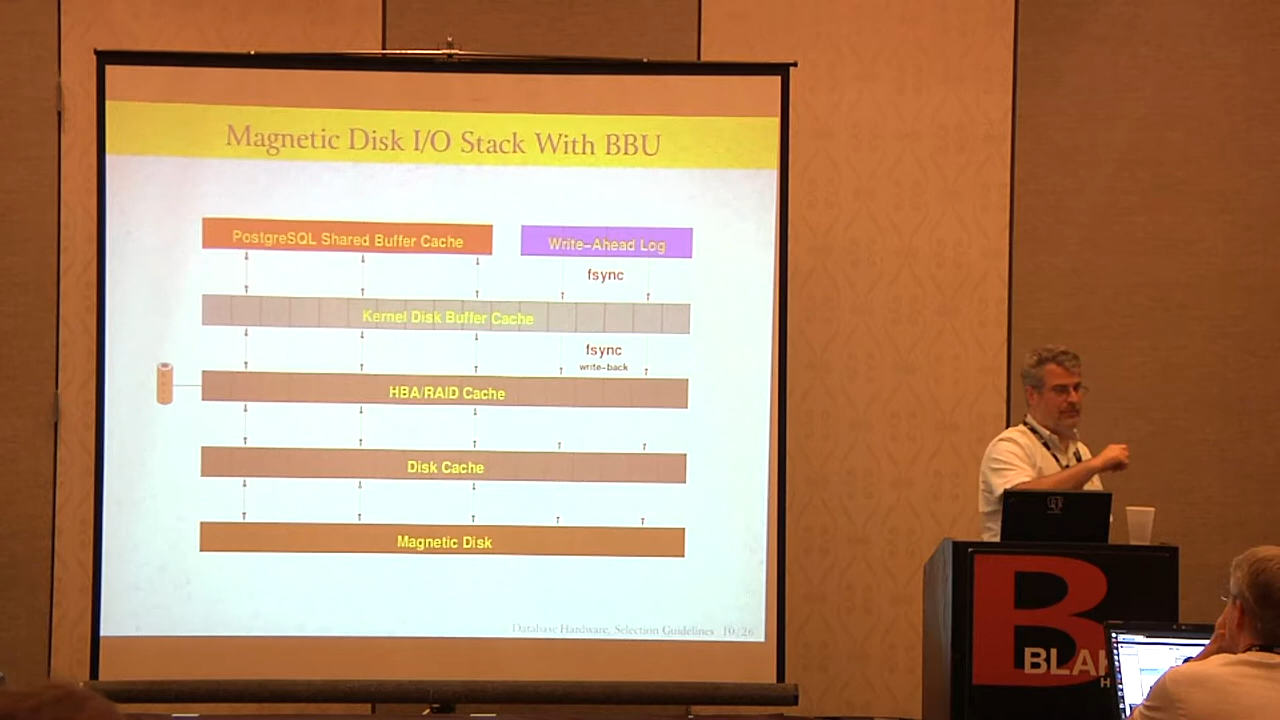 Magnetic Disk I/O Stack With BBU
PostgreSQL Shared Buffer Cache
Write-Ahead Log
fsync
Kernel Disk Buffer Cache
fsync
write-back
HBA/RAID Cache
Disk Cache
Magnetic Disk
Database Hardware, Selection Guidelines 10/26
B
BLA
H